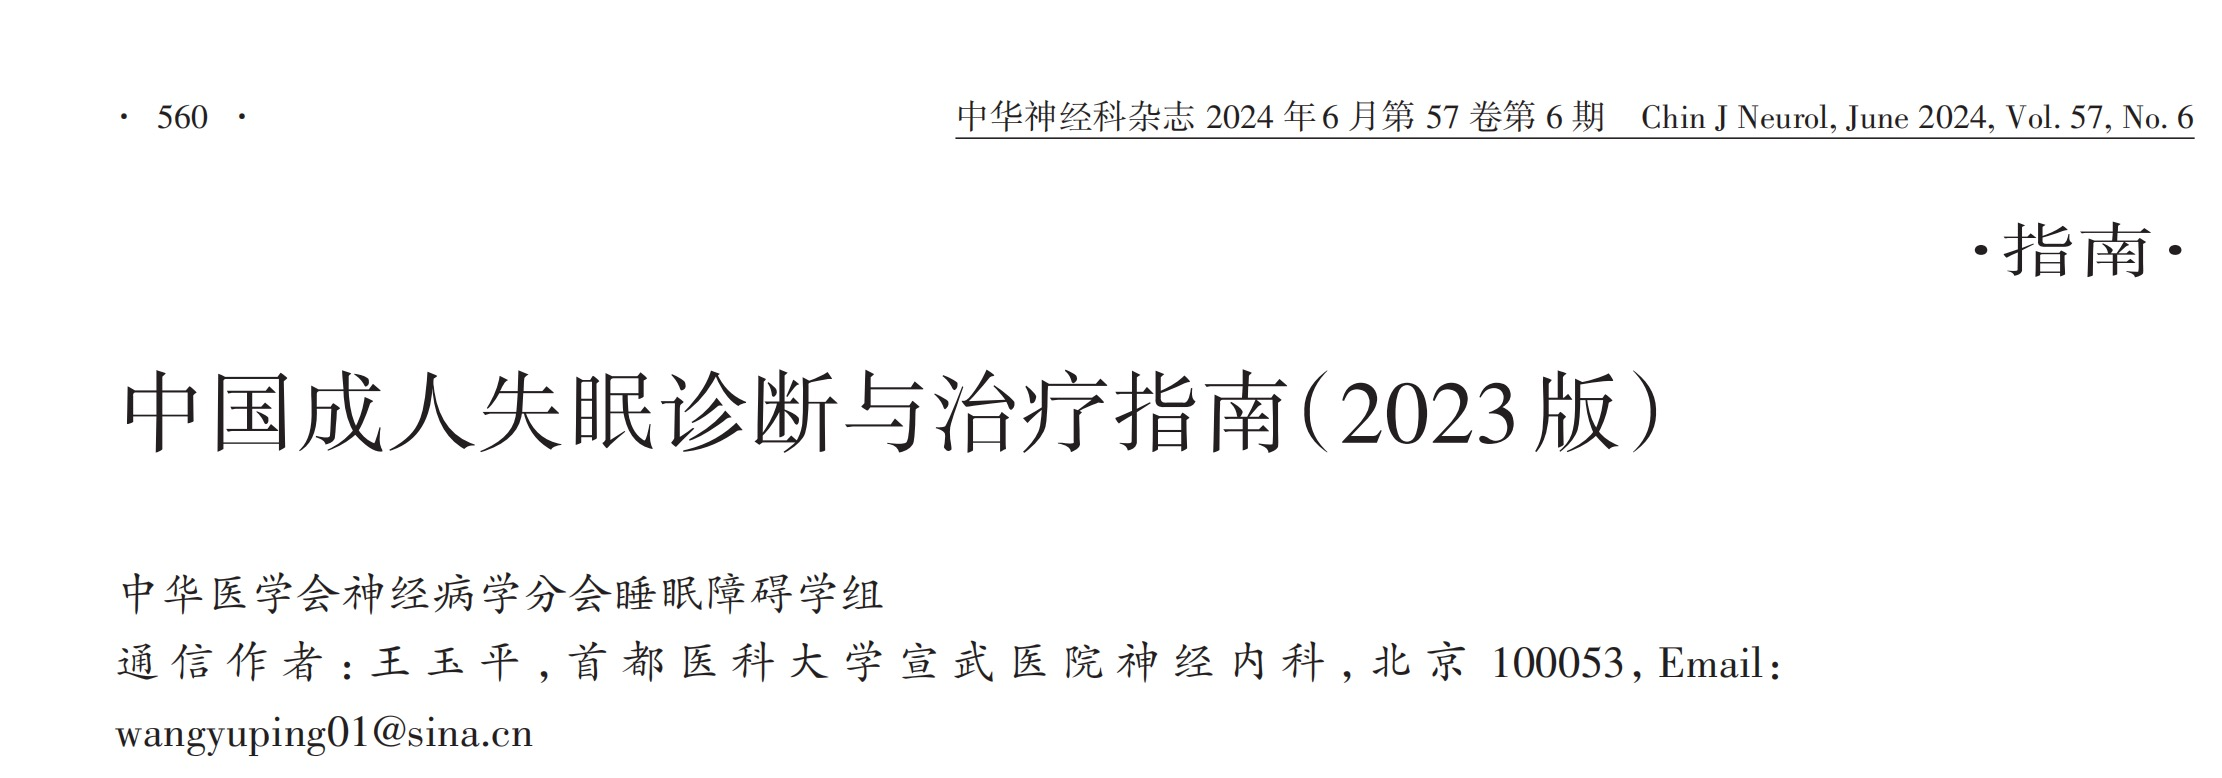 · 560 ·
中华神经科杂志 2024 年 6 月第 57 卷第 6 期 Chin J Neurol, June 2024, Vol. 57, No. 6
·指南·
中国成人失眠诊断与治疗指南(2023版)
中华医学会神经病学分会睡眠障碍学组
通信作者:王玉平,首都医科大学宣武医院神经内科,北京 100053, Email:
wangyuping01@sina.cn